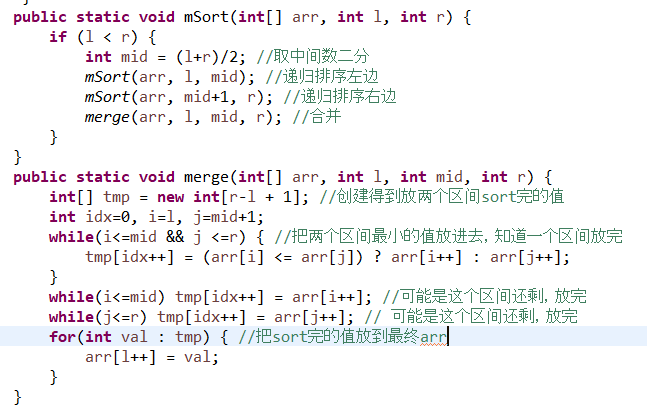 public static void mSort(int[] arr, int l, int r) {
if (l < r) {
int mid = (l+r)/2; //取中间数二分
mSort(arr, l, mid); //递归排序左边
mSort(arr, mid+1, r); //递归排序右边
merge(arr, l, mid, r); //合并
}
}
public static void merge(int[] arr, int l, int mid, int r) {
int[] tmp = new int[r-l + 1]; //创建得到放两个区间sort完的值
int idx=0, i=l, j=mid+1;
while(i<=mid && j <=r) { //把两个区间最小的值放进去, 知道一个区间放完
tmp[idx++] = (arr[i] <= arr[j]) ? arr[i++] : arr[j++];
}
while(i<=mid) tmp[idx++] = arr[i++]; //可能是这个区间还剩, 放完
while(j<=r) tmp[idx++] = arr[j++]; // 可能是这个区间还剩, 放完
for(int val : tmp) { //把sort完的值放到最终arr
arr[l++] = val;
}
}